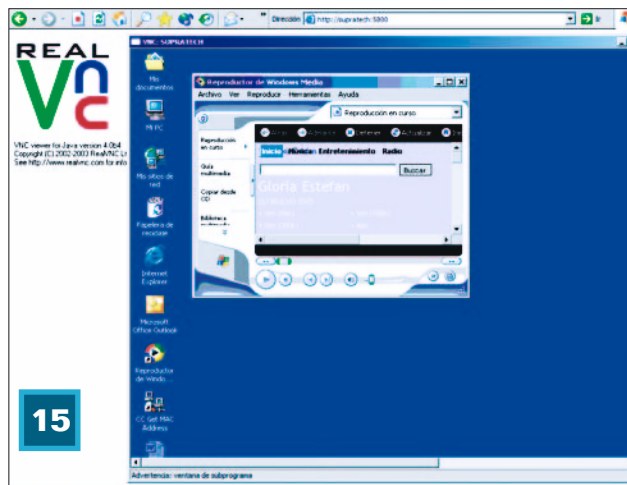 Dirección http://supratech:5800 Ir
REAL
VNC
VNC viewer for Java version 4.0b4
Copyright (C) 2002-2003 RealVNC Lt
See http://www.realvnc.com for info
VNC: SUPRATECH
Mis documentos
Mi PC
Mis sitios de red
Papelera de reciclaje
Internet Explorer
Microsoft Office Outlook
Reproductor de Windo...
CC Get MAC Address
Reproductor de Windows Media
Archivo Ver Reproducir Herramientas Ayuda
Reproducción en curso
Reproducción en curso
Guía multimedia
Copiar desde CD
Biblioteca multimedia
Detener Actualizar
Inicio Música Entretenimiento Radio
Buscar
Gloria Estefan
15
Advertencia: ventana de subprograma